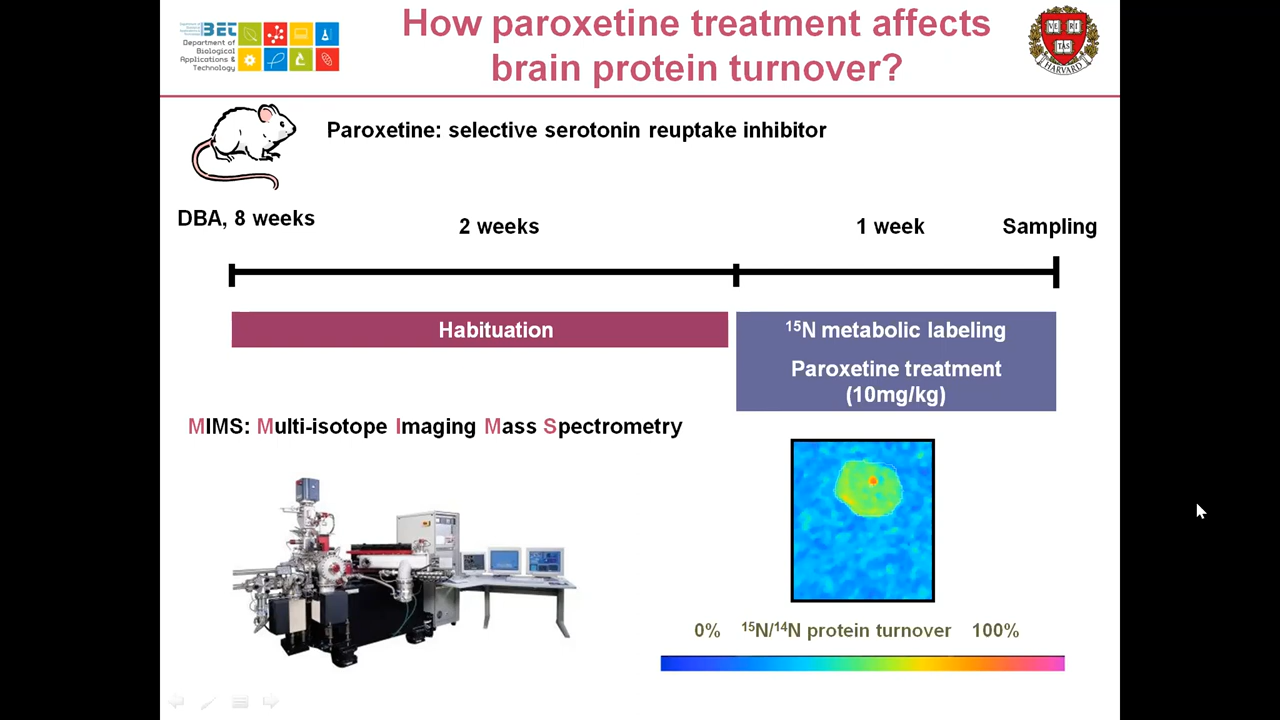 How paroxetine treatment affects
brain protein turnover?
BET
Department of
Biological
Applications &
Technology
VE RI
TAS
HARVARD
Paroxetine: selective serotonin reuptake inhibitor
DBA, 8 weeks
2 weeks
1 week
Sampling
Habituation
¹⁵N metabolic labeling
Paroxetine treatment
(10mg/kg)
MIMS: Multi-isotope Imaging Mass Spectrometry
0% ¹⁵N/¹⁴N protein turnover 100%